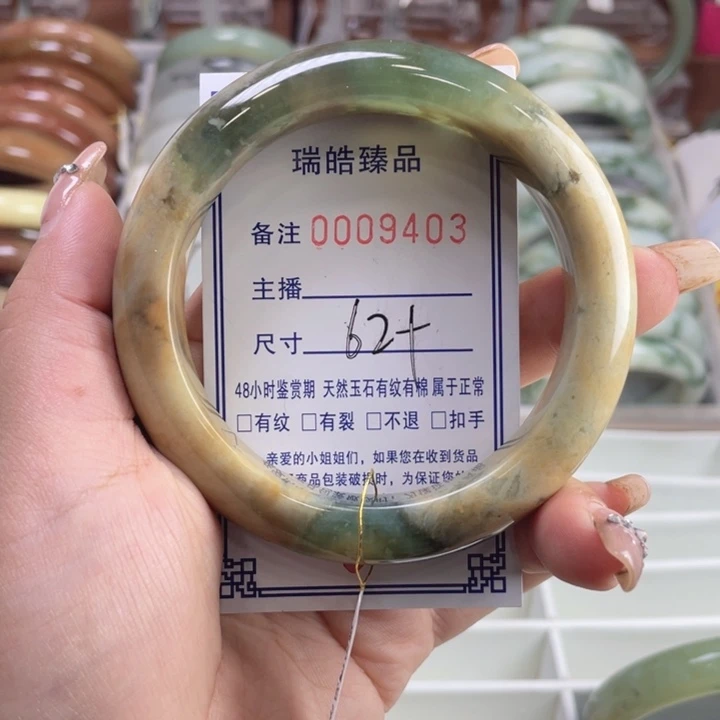 瑞皓臻品
备注 0009403
主播
尺寸 62+
48小时鉴赏期 天然玉石有纹有棉 属于正常
□有纹 □有裂 □不退 □扣手
亲爱的小姐姐们，如果您在收到货品
商品包装破损时，为保证您的